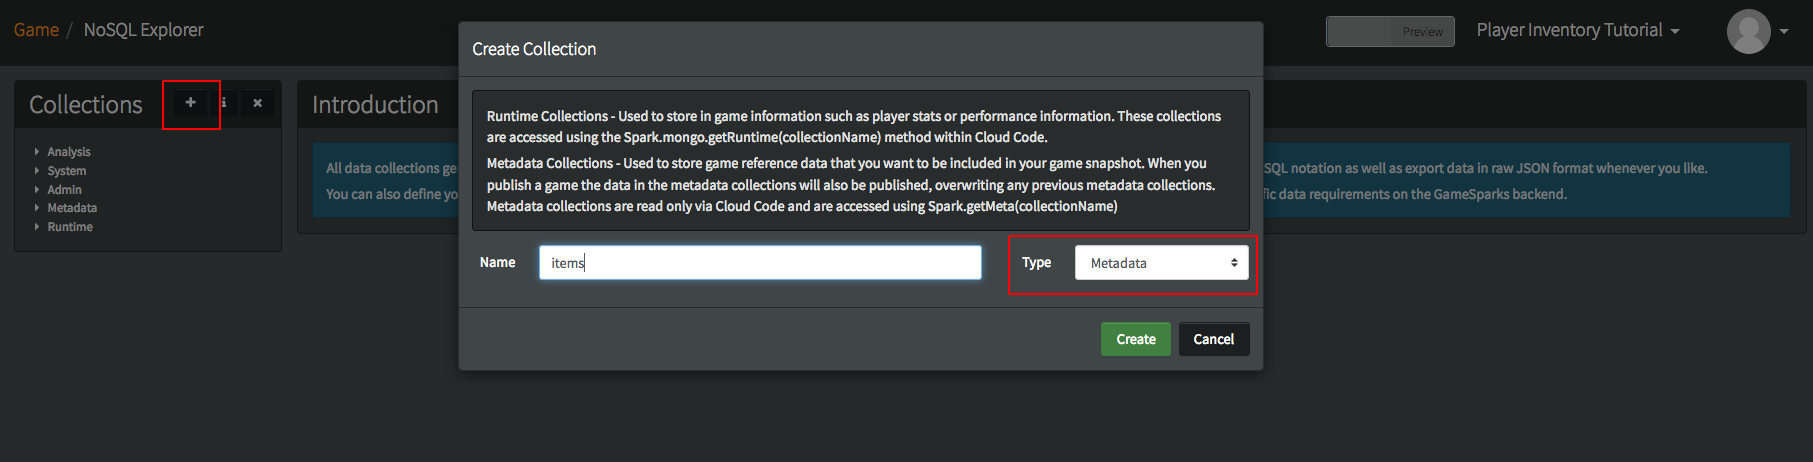 Game / NoSQL Explorer
Preview
Player Inventory Tutorial
Collections
Analysis
System
Admin
Metadata
Runtime
Introduction
All data collections ge
You can also define yo
SQL notation as well as export data in raw JSON format whenever you like.
fic data requirements on the GameSparks backend.
Create Collection
Runtime Collections - Used to store in game information such as player stats or performance information. These collections
are accessed using the Spark.mongo.getRuntime(collectionName) method within Cloud Code.
Metadata Collections - Used to store game reference data that you want to be included in your game snapshot. When you
publish a game the data in the metadata collections will also be published, overwriting any previous metadata collections.
Metadata collections are read only via Cloud Code and are accessed using Spark.getMeta(collectionName)
Name items Type Metadata
Create Cancel